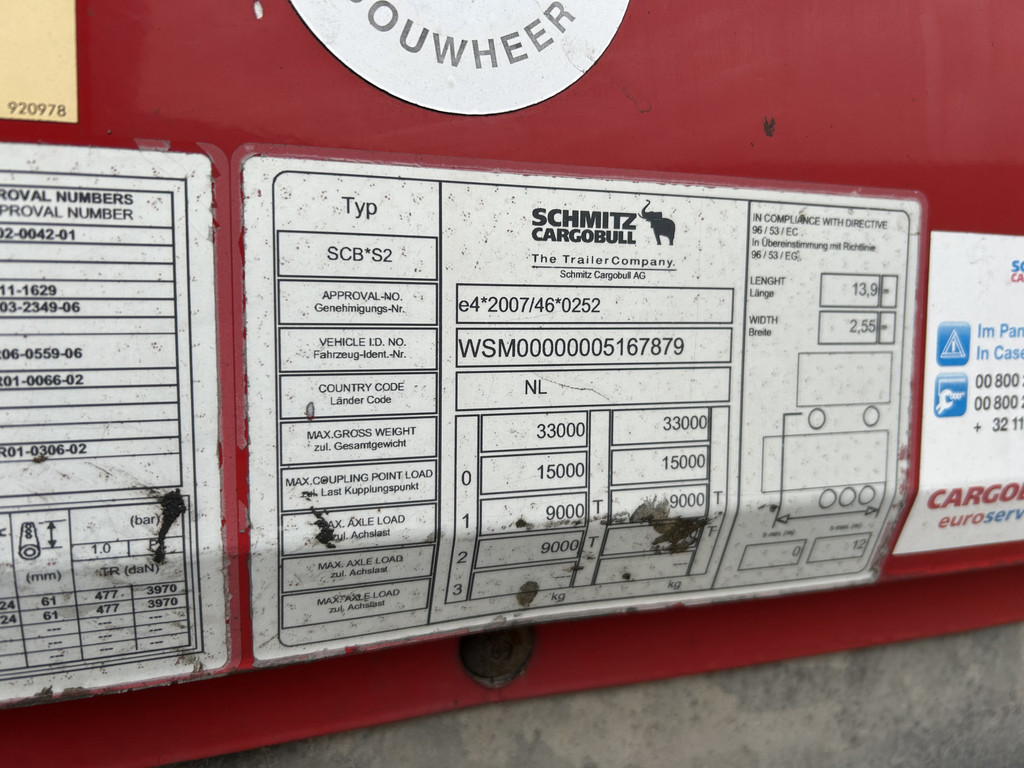 OUWHEER
920978
ROVAL NUMBERS
PROVAL NUMBER
02-0042-01
11-1629
03-2349-06
R06-0559-06
R01-0066-02
R01-0306-02
(bar)
1.0
(mm)
TR (daN)
24 61 477 3970
24 61 477 3970
--- --- ---
--- --- ---
--- --- ---
Typ
SCB*S2
SCHMITZ
CARGOBULL
The TrailerCompany.
Schmitz Cargobull AG
APPROVAL-NO.
Genehmigungs-Nr.
e4*2007/46*0252
VEHICLE I.D. NO.
Fahrzeug-Ident.-Nr.
WSM00000005167879
COUNTRY CODE
Länder Code
NL
MAX.GROSS WEIGHT
zul. Gesamtgewicht
33000 33000
MAX.COUPLING POINT LOAD
zul. Last Kupplungspunkt
0 15000 15000
MAX. AXLE LOAD
zul. Achslast
1 9000 T 9000 T
MAX. AXLE LOAD
zul. Achslast
2 9000 T T
MAX. AXLE LOAD
zul. Achslast
3 --- ---
kg kg
IN COMPLIANCE WITH DIRECTIVE
96 / 53 / EC
In Übereinstimmung mit Richtlinie
96 / 53 / EG
LENGHT
Länge
13,9 m
WIDTH
Breite
2,55 m
0 12
Im Pan
In Case
00 800 2
00 800 2
+ 32 11
CARGOB
euroserv